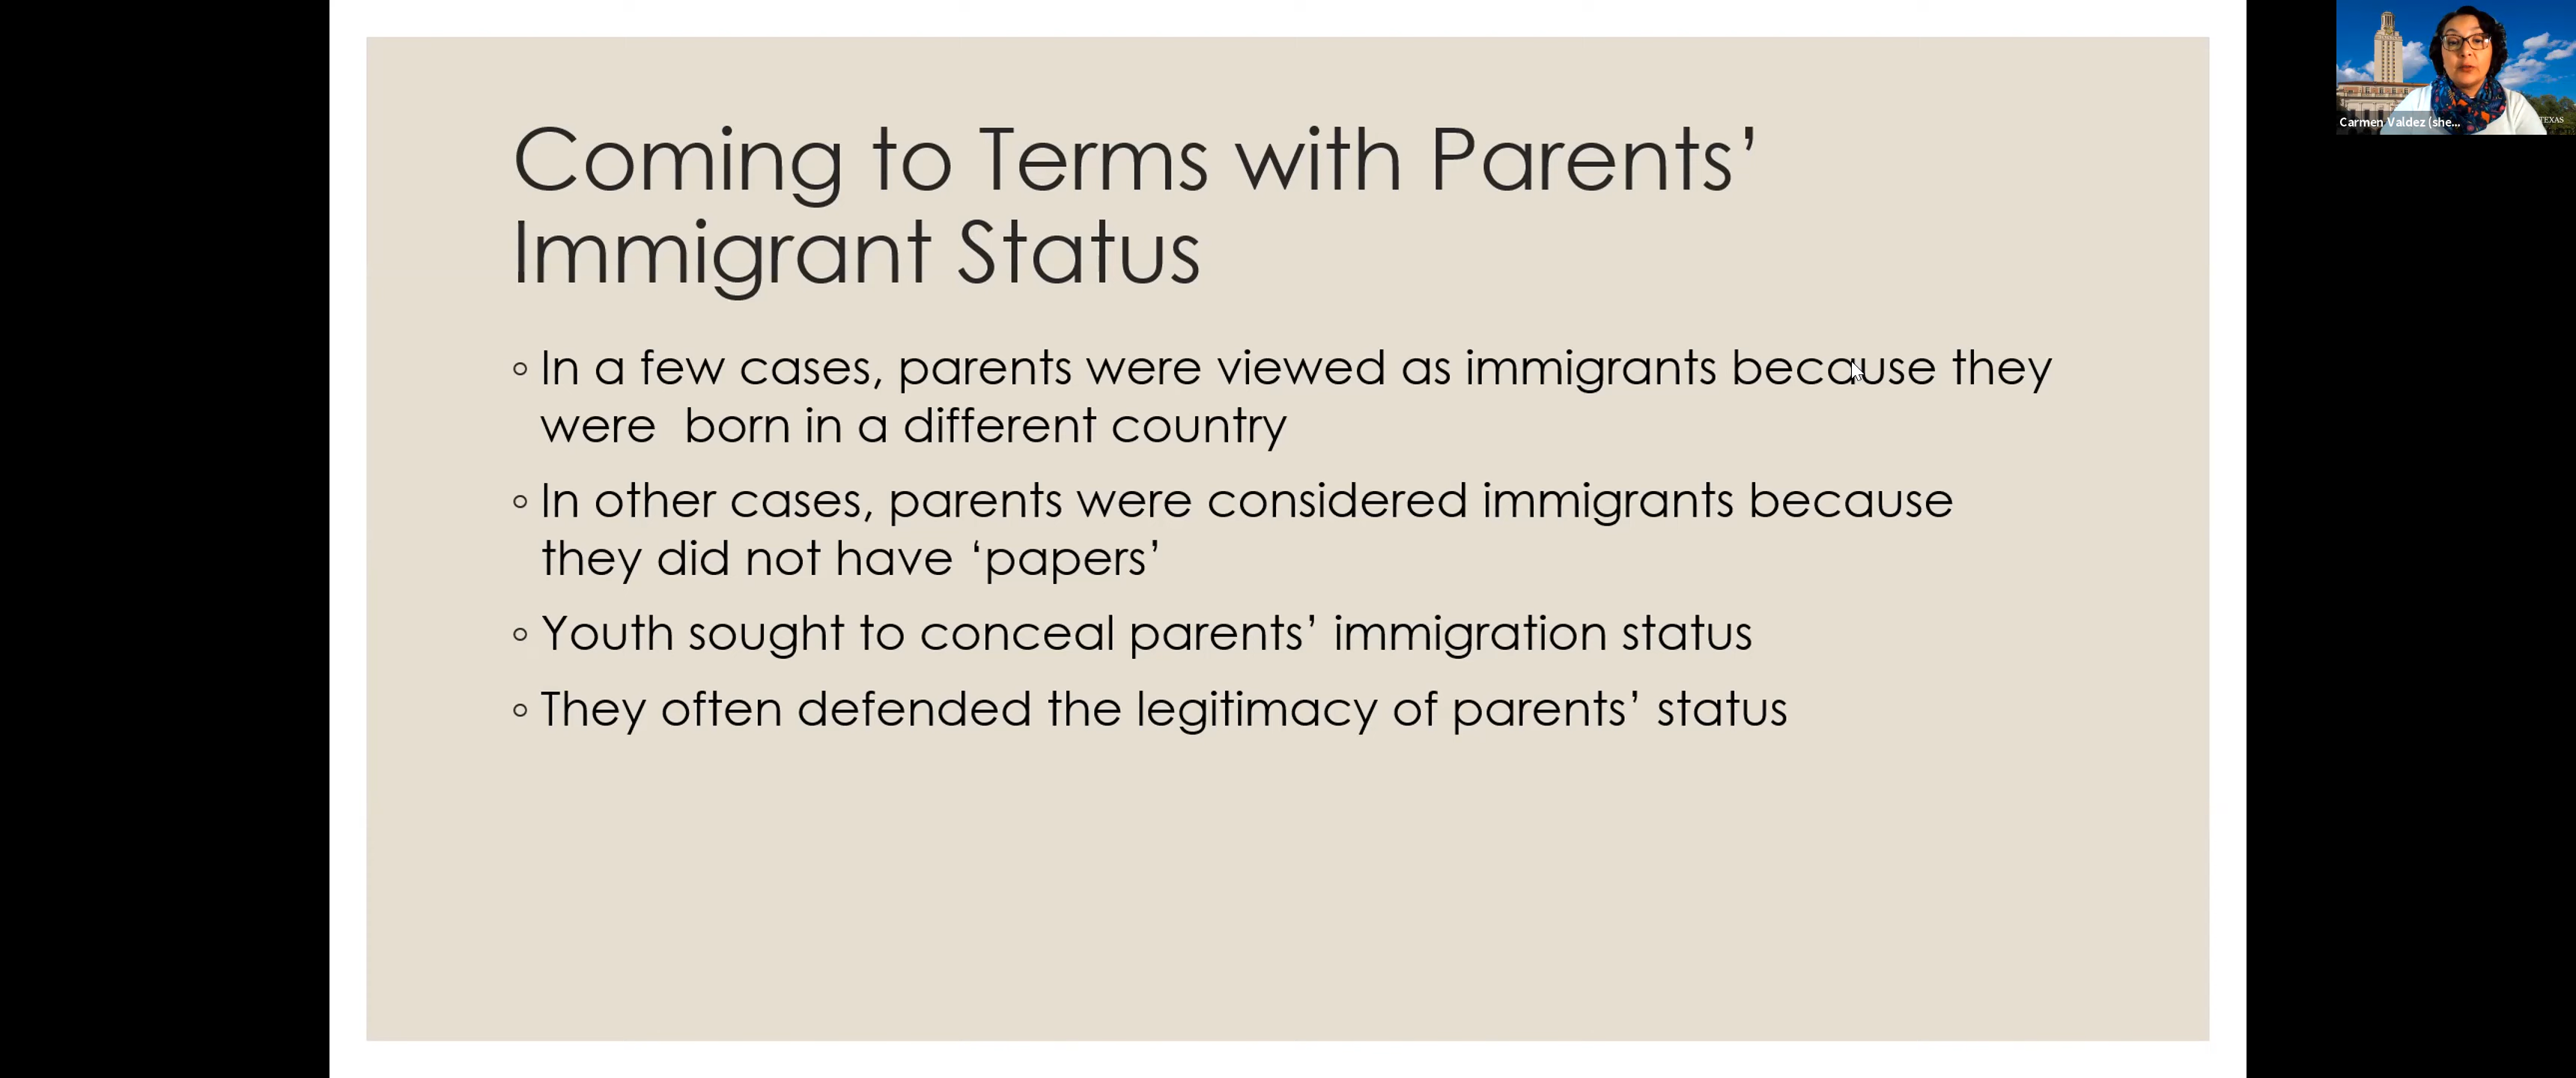 Coming to Terms with Parents’
Immigrant Status
◦ In a few cases, parents were viewed as immigrants because they
were  born in a different country
◦ In other cases, parents were considered immigrants because
they did not have ‘papers’
◦ Youth sought to conceal parents’ immigration status
◦ They often defended the legitimacy of parents’ status
Carmen Valdez (she...
TEXAS